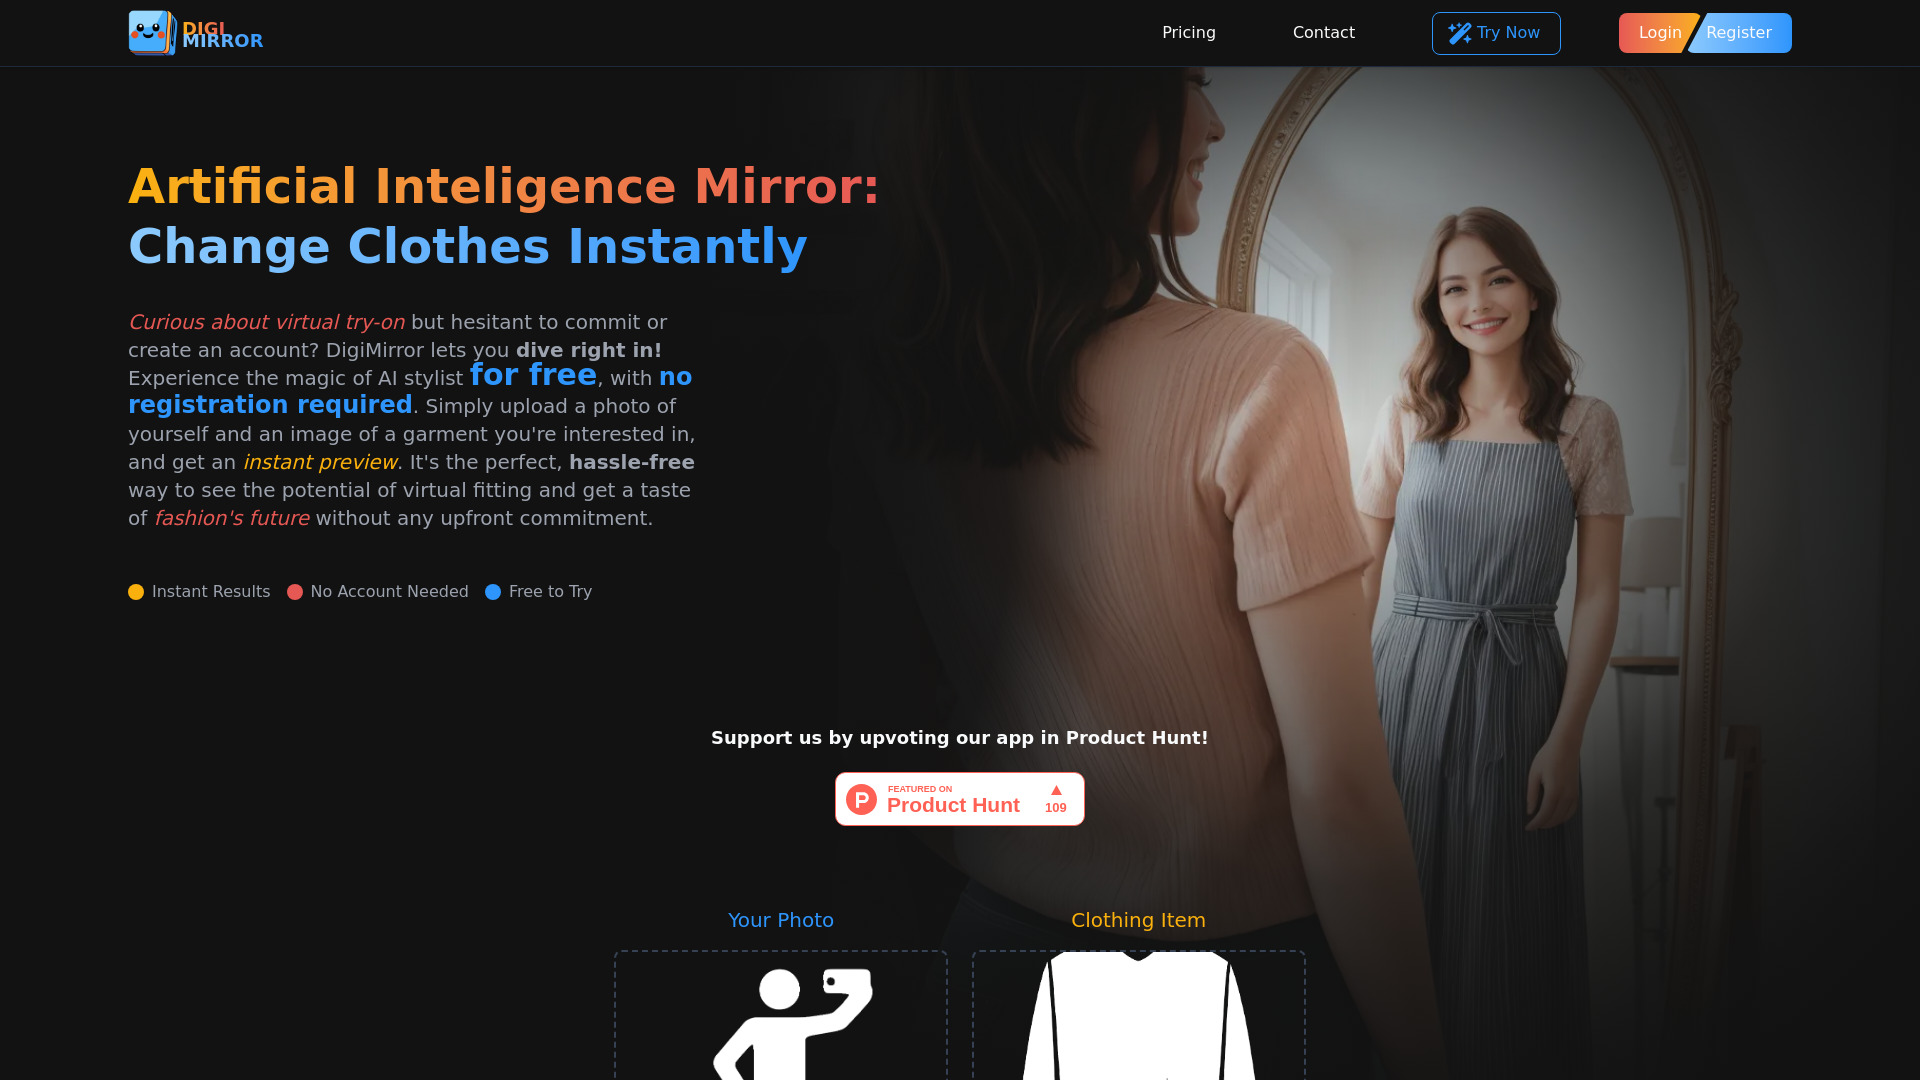 DIGI
MIRROR
Pricing
Contact
Try Now
Login
Register
Artificial Inteligence Mirror:
Change Clothes Instantly
Curious about virtual try-on but hesitant to commit or
create an account? DigiMirror lets you dive right in!
Experience the magic of AI stylist for free, with no
registration required. Simply upload a photo of
yourself and an image of a garment you're interested in,
and get an instant preview. It's the perfect, hassle-free
way to see the potential of virtual fitting and get a taste
of fashion's future without any upfront commitment.
Instant Results
No Account Needed
Free to Try
Support us by upvoting our app in Product Hunt!
P
FEATURED ON
Product Hunt
109
Your Photo
Clothing Item